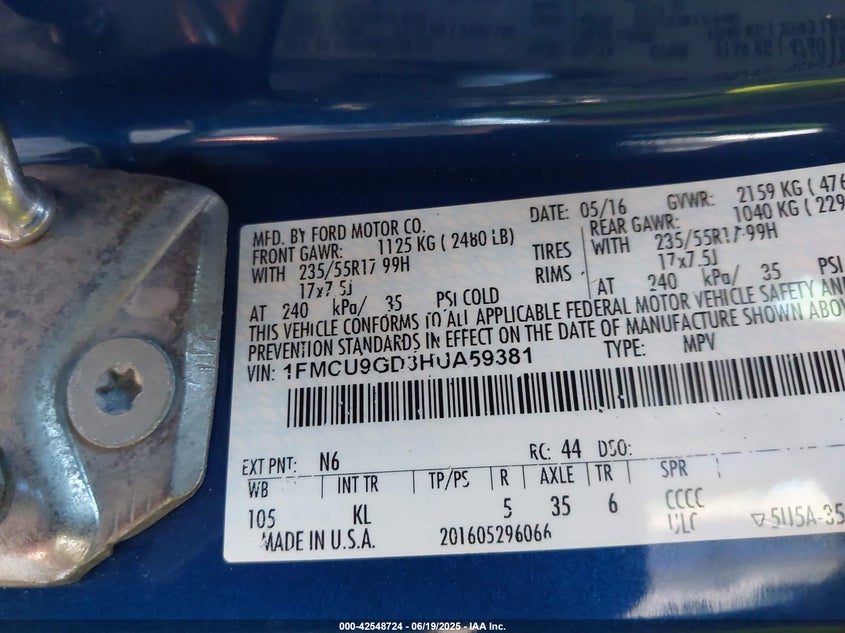 MFD. BY FORD MOTOR CO. DATE: 05/16 GVWR: 2159 KG ( 476
FRONT GAWR: 1125 KG ( 2480 LB) REAR GAWR: 1040 KG ( 229
WITH 235/55R17 99H TIRES WITH 235/55R17 99H
17x7.5J RIMS 17x7.5J
AT 240 kPa/ 35 PSI COLD AT 240 kPa/ 35 PSI
THIS VEHICLE CONFORMS TO ALL APPLICABLE FEDERAL MOTOR VEHICLE SAFETY AND
PREVENTION STANDARDS IN EFFECT ON THE DATE OF MANUFACTURE SHOWN ABOV
VIN: 1FMCU9GD3HUA59381 TYPE: MPV
EXT PNT: N6 RC: 44 DSO:
WB INT TR TP/PS R AXLE TR SPR
105 KL 5 35 6 CCCC
MADE IN U.S.A. 201605296066 ULC ▽5U5A-35
000-42548724 - 06/19/2025 - IAA Inc.